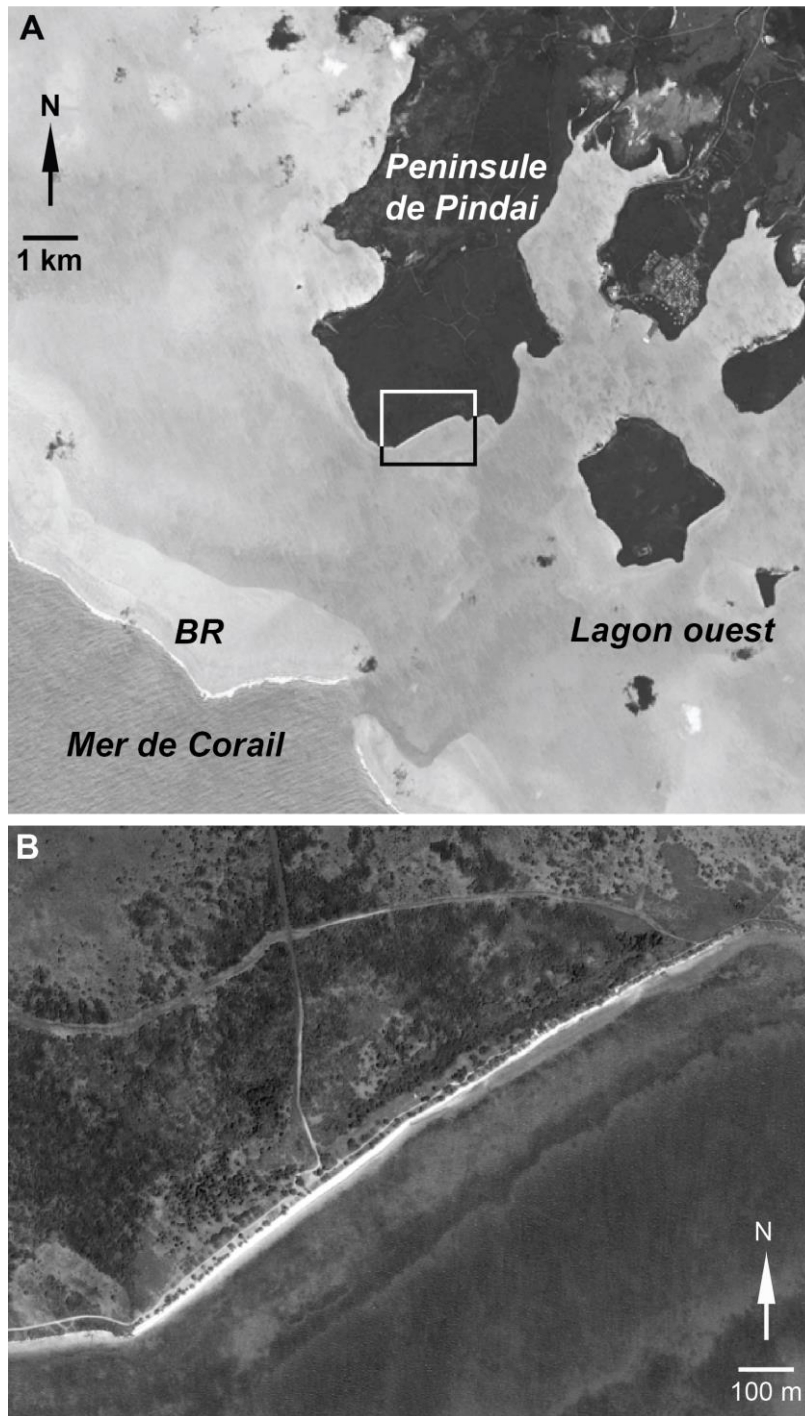 A
N
1 km
Peninsule
de Pindai
BR
Lagon ouest
Mer de Corail
B
N
100 m